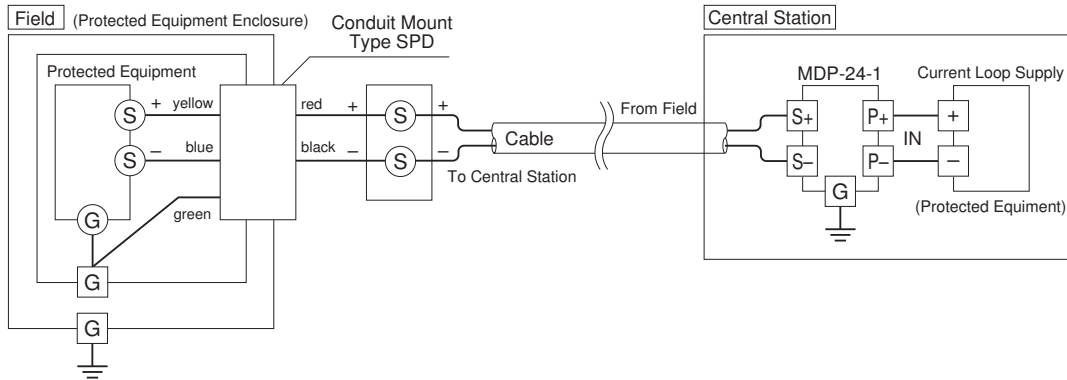 Field (Protected Equipment Enclosure)
Conduit Mount
Type SPD
Central Station
Protected Equipment
MDP-24-1
Current Loop Supply
S + yellow
red + S +
From Field
S+ P+ +
IN
S – blue
black – S –
Cable
S– P– –
To Central Station
G
green
G
(Protected Equiment)
G
G